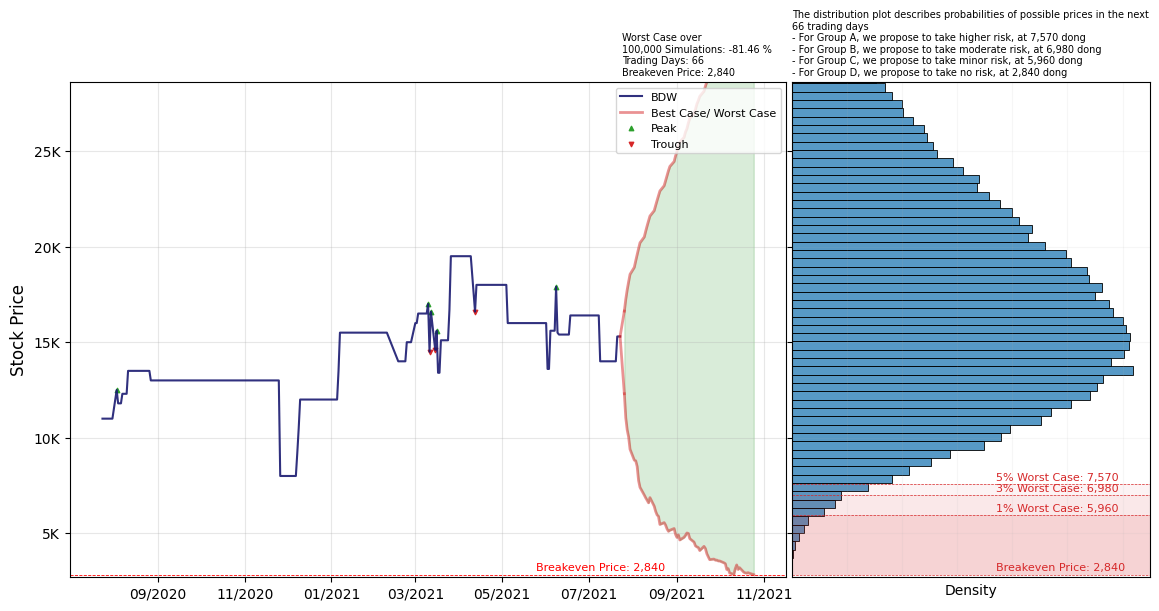 The distribution plot describes probabilities of possible prices in the next
66 trading days
- For Group A, we propose to take higher risk, at 7,570 dong
- For Group B, we propose to take moderate risk, at 6,980 dong
- For Group C, we propose to take minor risk, at 5,960 dong
- For Group D, we propose to take no risk, at 2,840 dong
Worst Case over
100,000 Simulations: -81.46 %
Trading Days: 66
Breakeven Price: 2,840
BDW
Best Case/ Worst Case
Peak
Trough
Stock Price
25K
20K
15K
10K
5K
Breakeven Price: 2,840
09/2020
11/2020
01/2021
03/2021
05/2021
07/2021
09/2021
11/2021
5% Worst Case: 7,570
3% Worst Case: 6,980
1% Worst Case: 5,960
Breakeven Price: 2,840
Density